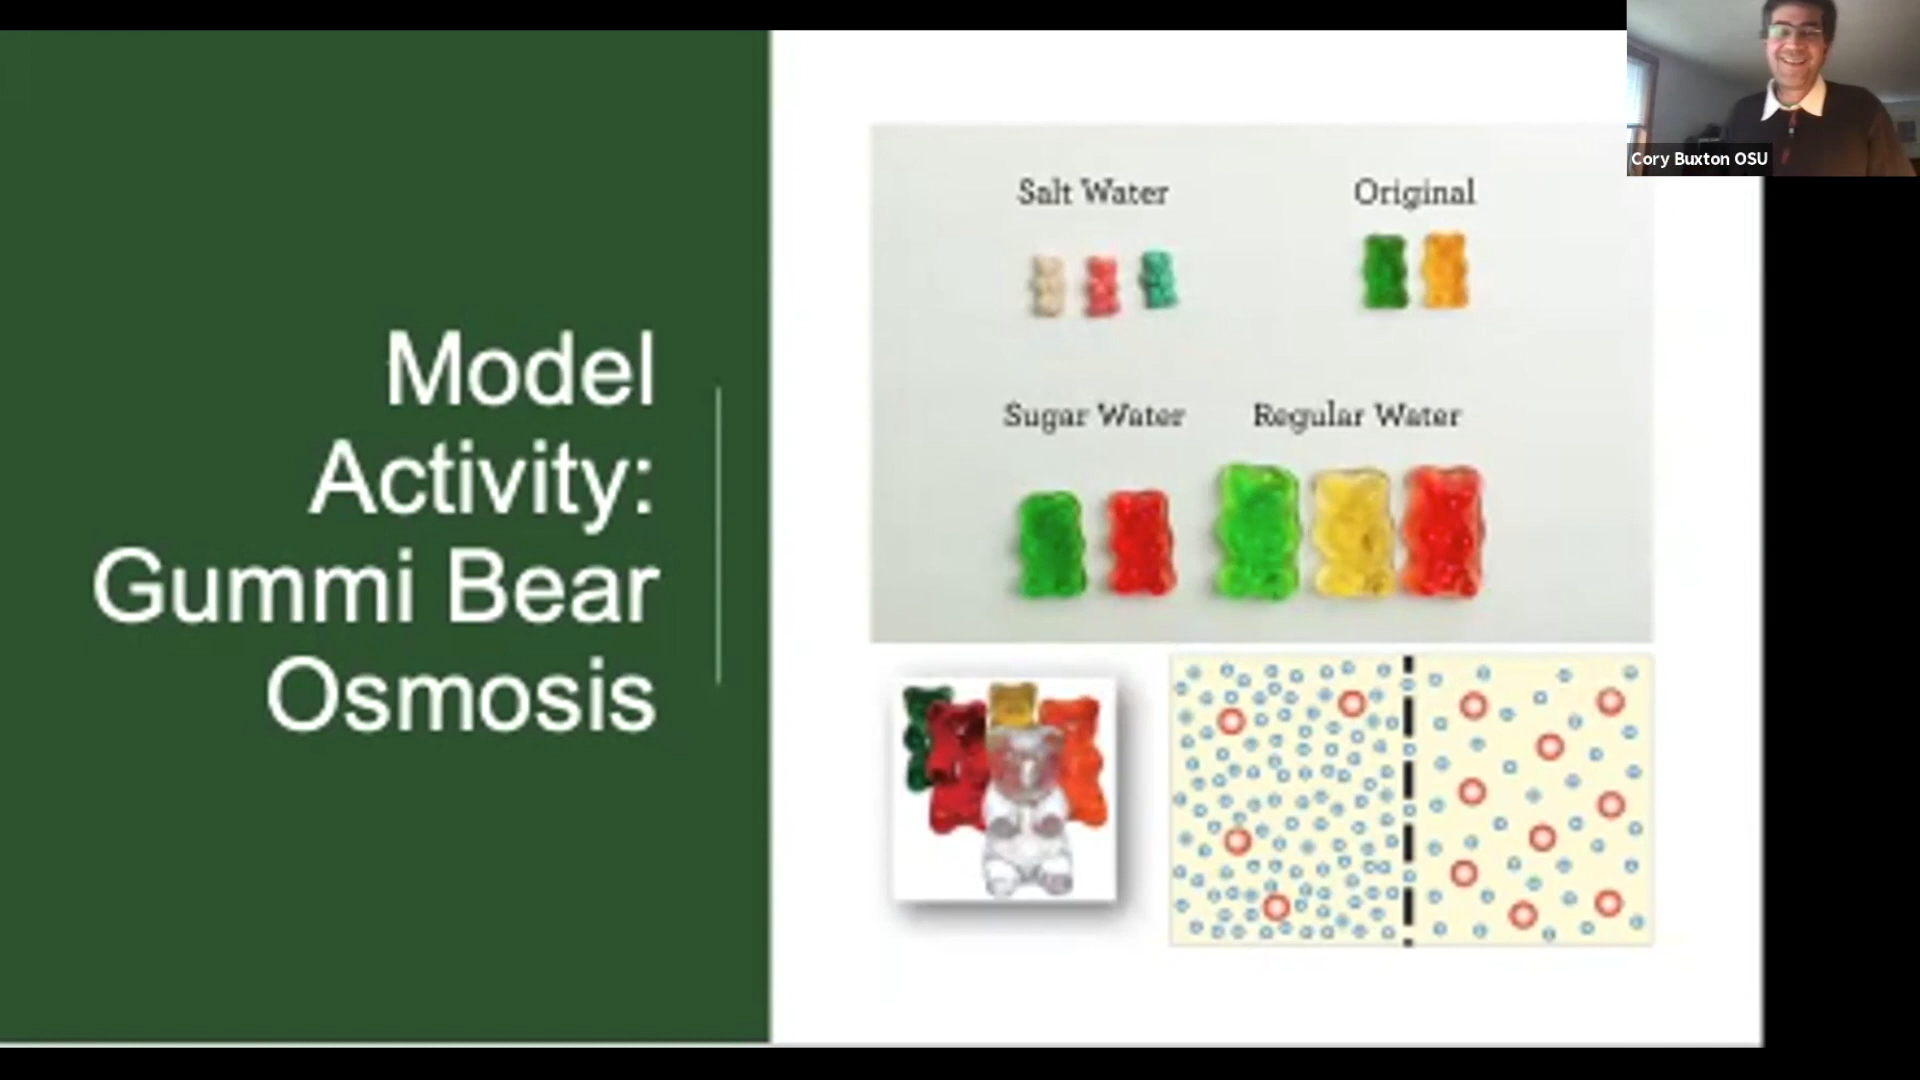 Model
Activity:
Gummi Bear
Osmosis
Salt Water
Original
Sugar Water
Regular Water
Cory Buxton OSU